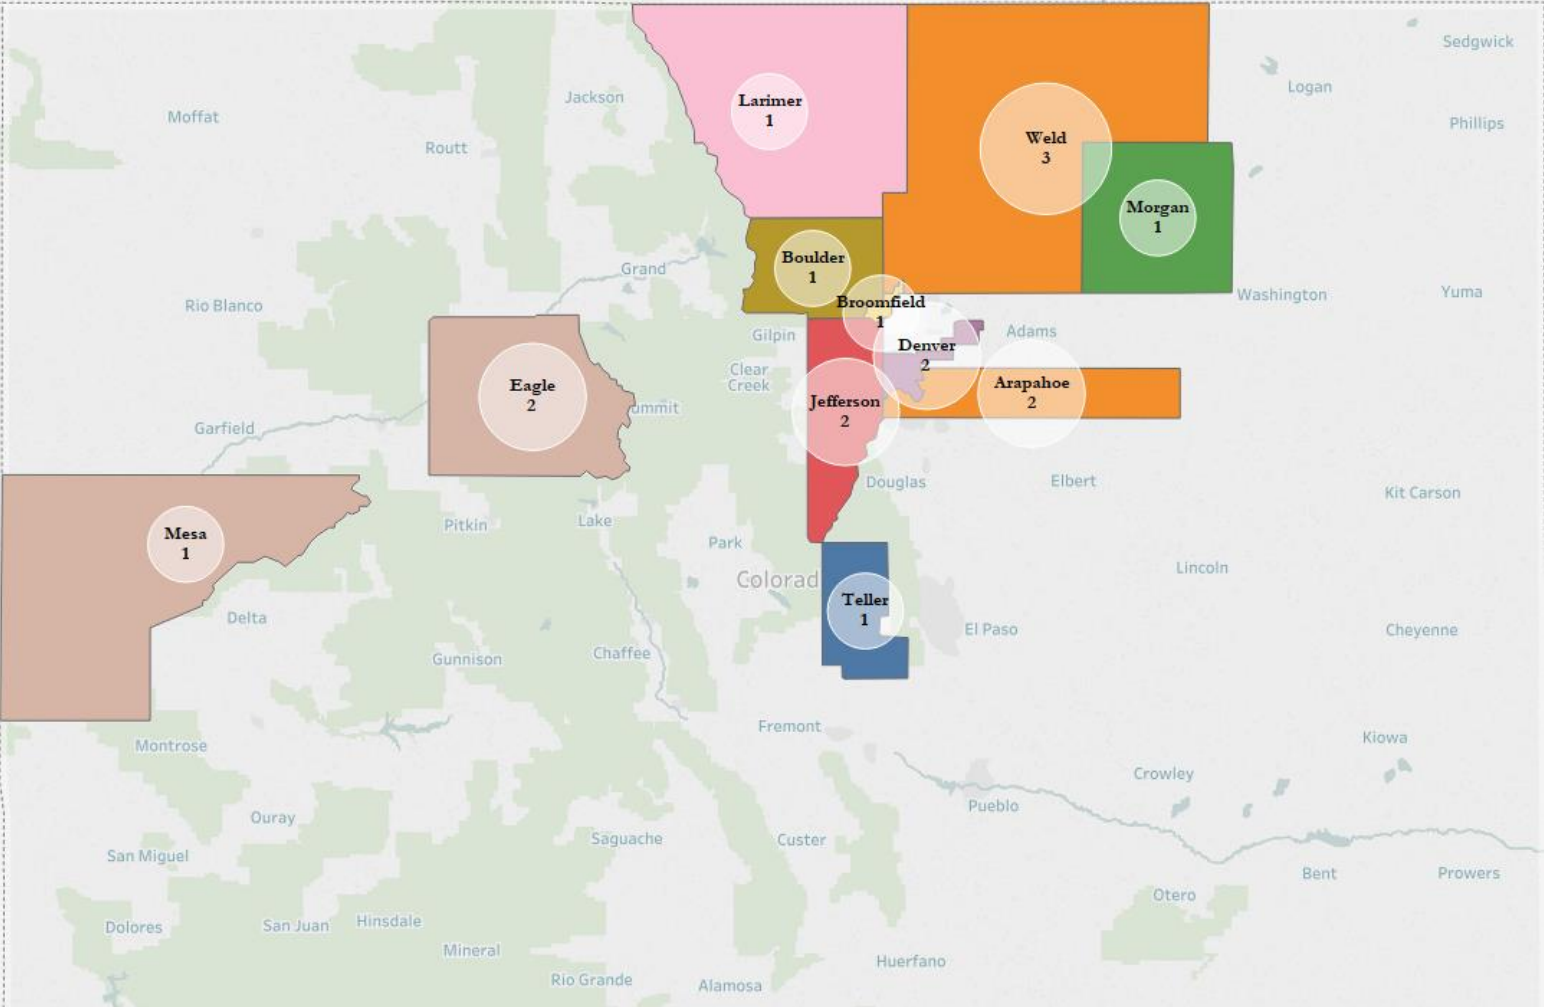 Sedgwick
Logan
Jackson
Larimer
1
Moffat
Phillips
Weld
3
Routt
Morgan
1
Boulder
1
Grand
Washington
Yuma
Rio Blanco
Broomfield
1
Gilpin
Adams
Denver
2
Clear
Creek
Eagle
2
Arapahoe
2
Jefferson
2
ummit
Garfield
Douglas
Elbert
Kit Carson
Mesa
1
Pitkin
Lake
Park
Lincoln
Colorad
Teller
1
Delta
El Paso
Cheyenne
Gunnison
Chaffee
Fremont
Kiowa
Montrose
Crowley
Pueblo
Ouray
Saguache
Custer
San Miguel
Bent
Prowers
Otero
Dolores
San Juan
Hinsdale
Mineral
Huerfano
Rio Grande
Alamosa